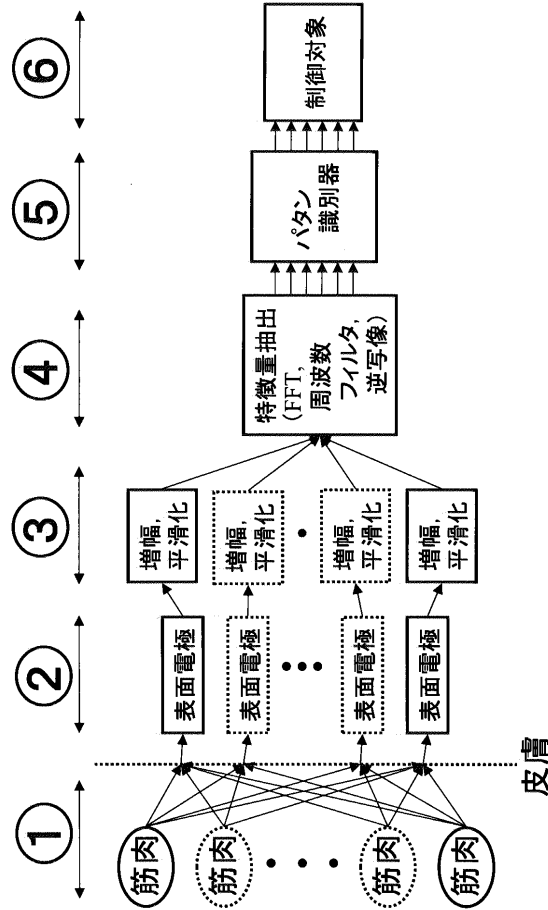 ①
②
③
④
⑤
⑥
筋肉
筋肉
筋肉
筋肉
皮膚
表面電極
表面電極
表面電極
表面電極
増幅,
平滑化
増幅,
平滑化
増幅,
平滑化
増幅,
平滑化
特徴量抽出
(FFT,
周波数
フィルタ,
逆写像)
パタン
識別器
制御対象